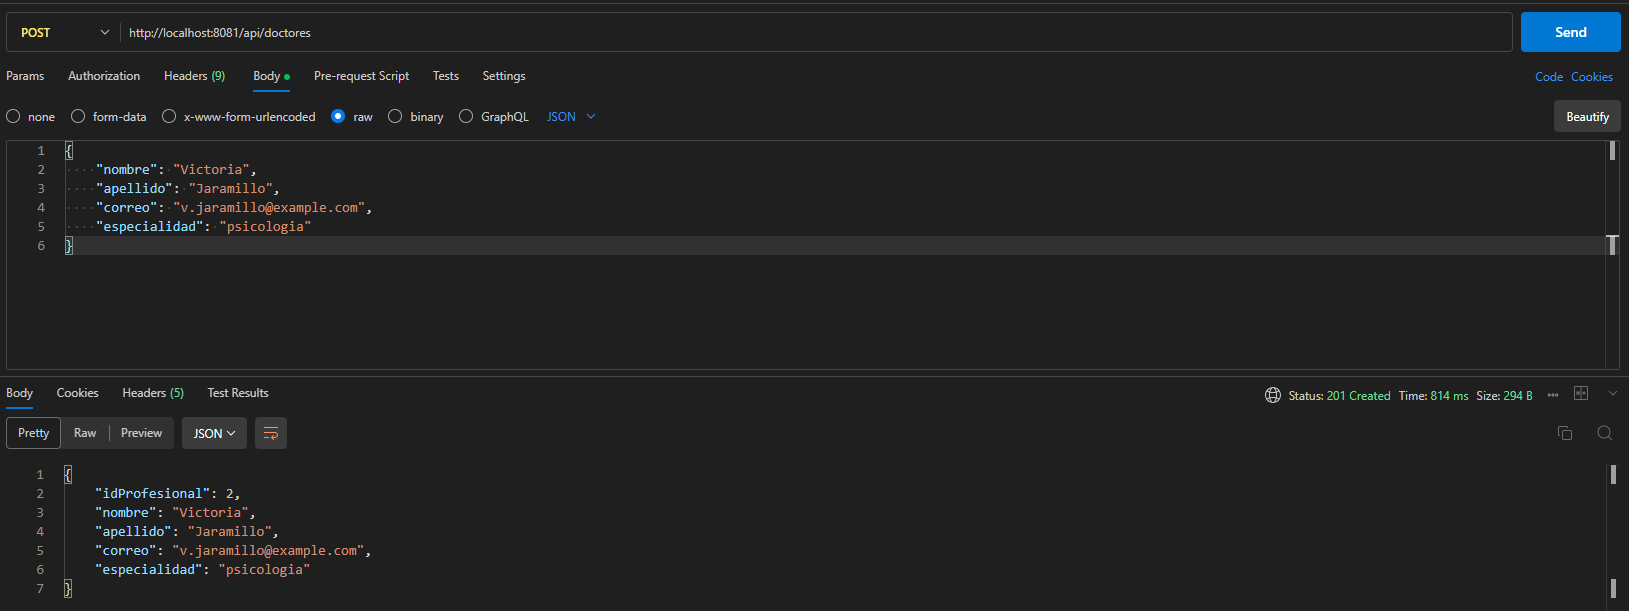 POST http://localhost:8081/api/doctores Send
Params Authorization Headers (9) Body Pre-request Script Tests Settings Code Cookies
none form-data x-www-form-urlencoded raw binary GraphQL JSON Beautify
1 {
2 "nombre": "Victoria",
3 "apellido": "Jaramillo",
4 "correo": "v.jaramillo@example.com",
5 "especialidad": "psicologia"
6 }
Body Cookies Headers (5) Test Results Status: 201 Created Time: 814 ms Size: 294 B
Pretty Raw Preview JSON
1 {
2 "idProfesional": 2,
3 "nombre": "Victoria",
4 "apellido": "Jaramillo",
5 "correo": "v.jaramillo@example.com",
6 "especialidad": "psicologia"
7 }